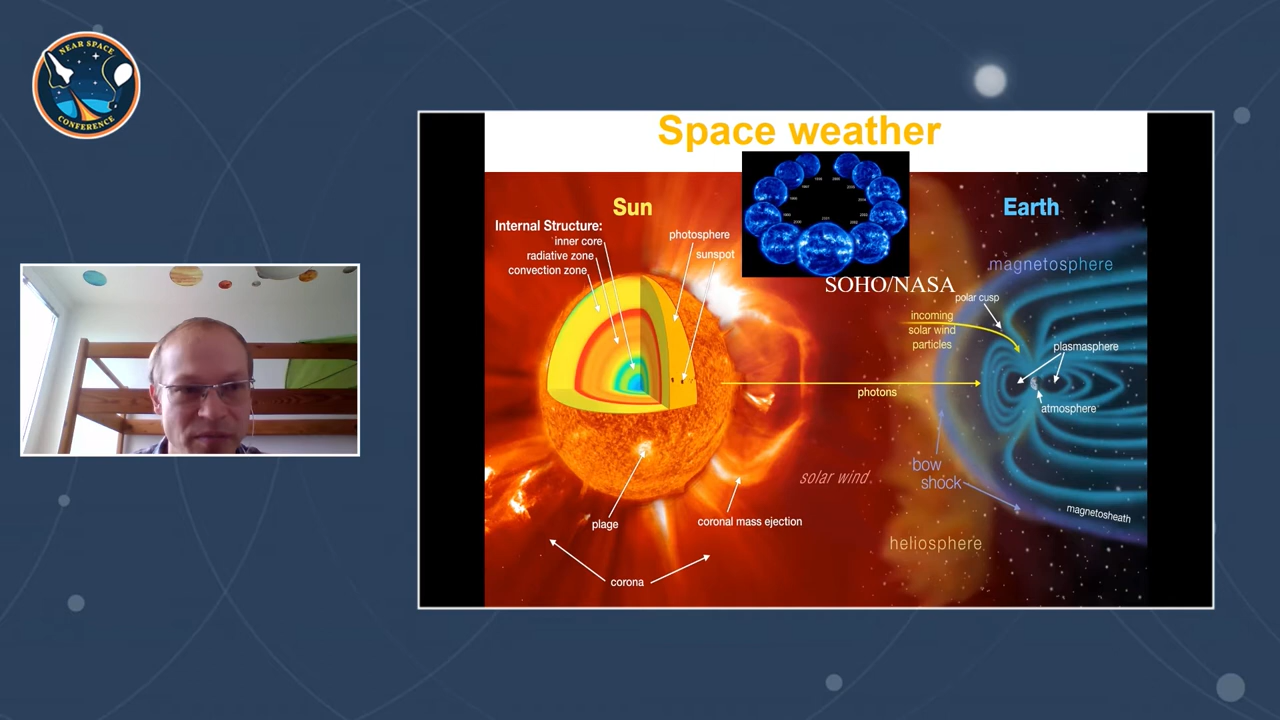 NEAR SPACE
CONFERENCE
Space weather
Sun
Earth
Internal Structure:
inner core
radiative zone
convection zone
photosphere
sunspot
SOHO/NASA
magnetosphere
polar cusp
incoming
solar wind
particles
plasmasphere
photons
atmosphere
bow
shock
solar wind
magnetosheath
plage
coronal mass ejection
heliosphere
corona